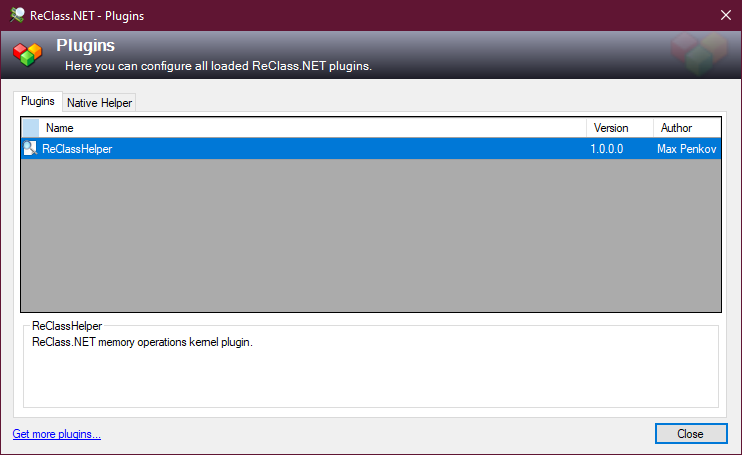 ReClass.NET - Plugins
Plugins
Here you can configure all loaded ReClass.NET plugins.
Plugins Native Helper
Name Version Author
ReClassHelper 1.0.0.0 Max Penkov
ReClassHelper
ReClass.NET memory operations kernel plugin.
Get more plugins... Close